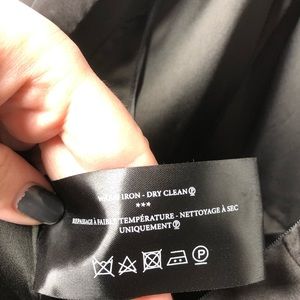 IRON - DRY CLEAN Ⓟ
***
REPASSAGE À FAIBLE TEMPÉRATURE - NETTOYAGE À SEC
UNIQUEMENT Ⓟ